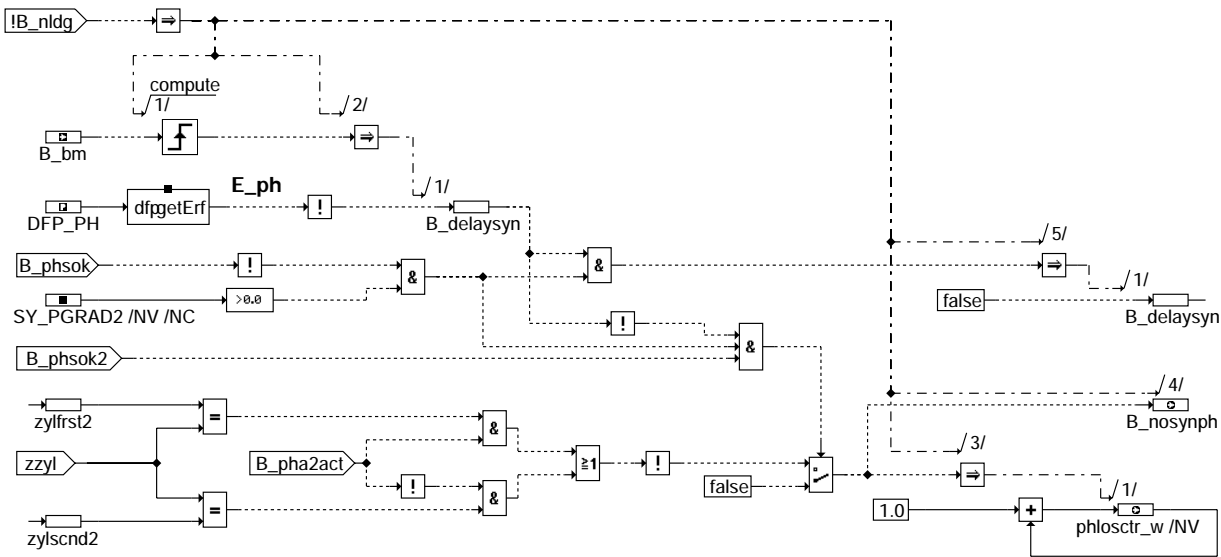 !B_nldg
compute
/1/
/2/
B_bm
/1/
E_ph
dfpgetErf
!
DFP_PH
B_delaysyn
/5/
B_phsok
!
&
&
/1/
>0.0
false
SY_PGRAD2 /NV /NC
B_delaysyn
!
B_phsok2
&
/4/
zylfrst2
=
&
B_nosynph
zzyl
B_pha2act
≥1
!
/3/
!
&
false
/1/
=
1.0
+
phlosctr_w /NV
zylscnd2